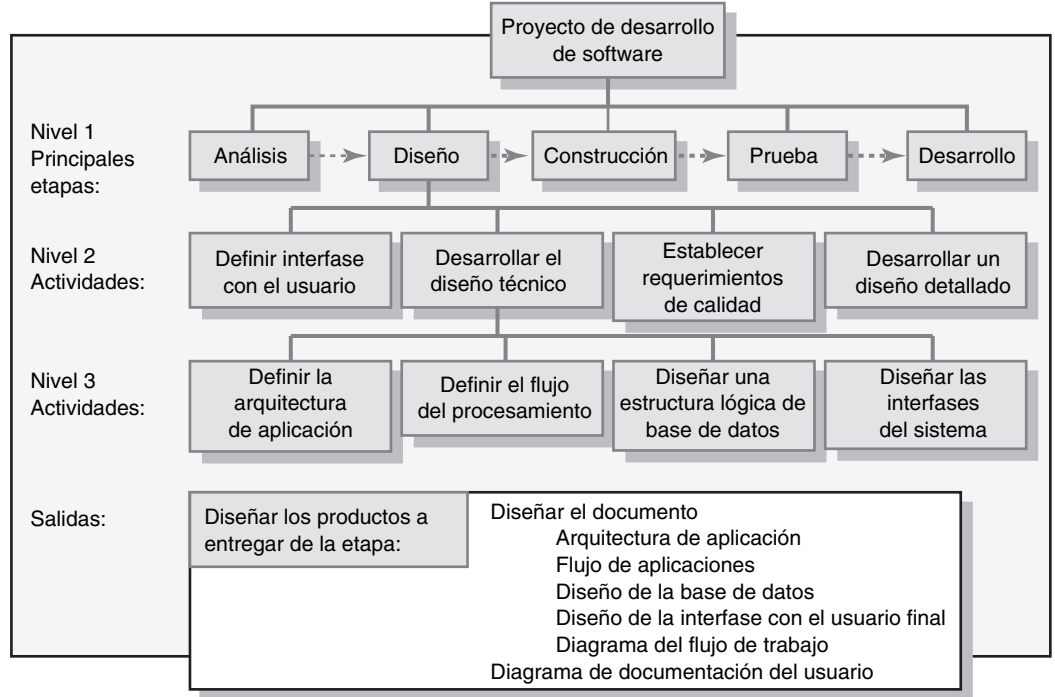 Proyecto de desarrollo
de software
Nivel 1
Principales
etapas:
Análisis
Diseño
Construcción
Prueba
Desarrollo
Nivel 2
Actividades:
Definir interfase
con el usuario
Desarrollar el
diseño técnico
Establecer
requerimientos
de calidad
Desarrollar un
diseño detallado
Nivel 3
Actividades:
Definir la
arquitectura
de aplicación
Definir el flujo
del procesamiento
Diseñar una
estructura lógica de
base de datos
Diseñar las
interfases
del sistema
Salidas:
Diseñar los productos a
entregar de la etapa:
Diseñar el documento
Arquitectura de aplicación
Flujo de aplicaciones
Diseño de la base de datos
Diseño de la interfase con el usuario final
Diagrama del flujo de trabajo
Diagrama de documentación del usuario